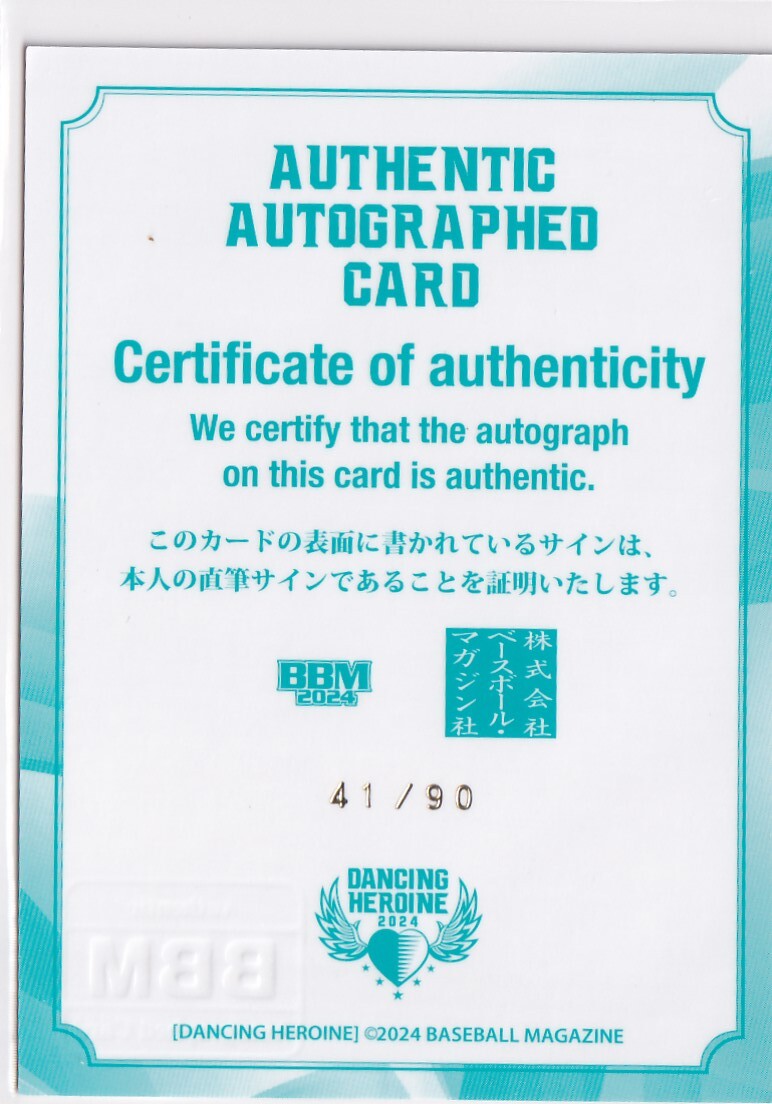 AUTHENTIC
AUTOGRAPHED
CARD
Certificate of authenticity
We certify that the autograph
on this card is authentic.
このカードの表面に書かれているサインは、
本人の直筆サインであることを証明いたします。
BBM
2024
株式会社
ベースボール・
マガジン社
41/90
DANCING
HEROINE
2024
BBM
[DANCING HEROINE] ©2024 BASEBALL MAGAZINE